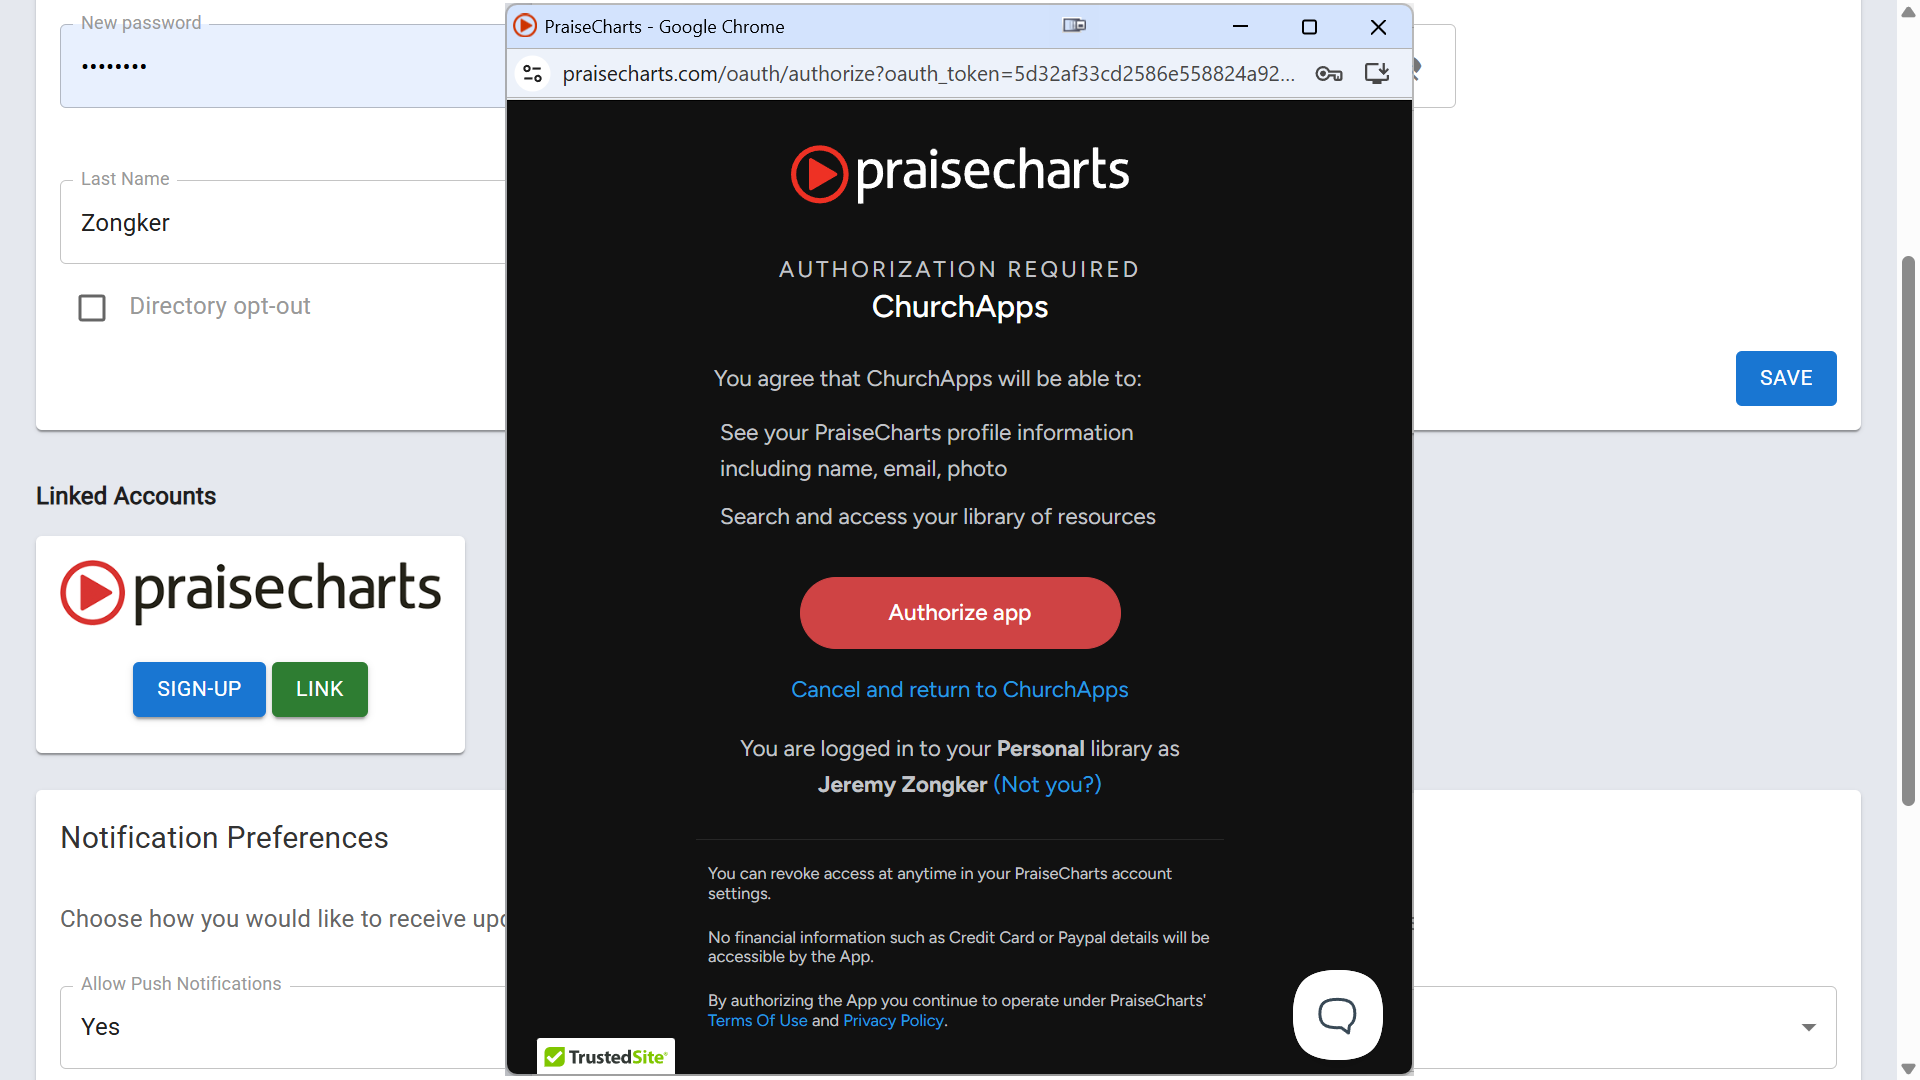 New password
••••••••
Last Name
Zongker
Directory opt-out
SAVE
Linked Accounts
praisecharts
SIGN-UP
LINK
Notification Preferences
Choose how you would like to receive
Allow Push Notifications
Yes
PraiseCharts - Google Chrome
praisecharts.com/oauth/authorize?oauth_token=5d32af33cd2586e558824a92...
praisecharts
AUTHORIZATION REQUIRED
ChurchApps
You agree that ChurchApps will be able to:
See your PraiseCharts profile information
including name, email, photo
Search and access your library of resources
Authorize app
Cancel and return to ChurchApps
You are logged in to your Personal library as
Jeremy Zongker (Not you?)
You can revoke access at anytime in your PraiseCharts account
settings.
No financial information such as Credit Card or Paypal details will be
accessible by the App.
By authorizing the App you continue to operate under PraiseCharts'
Terms Of Use and Privacy Policy.
TrustedSite